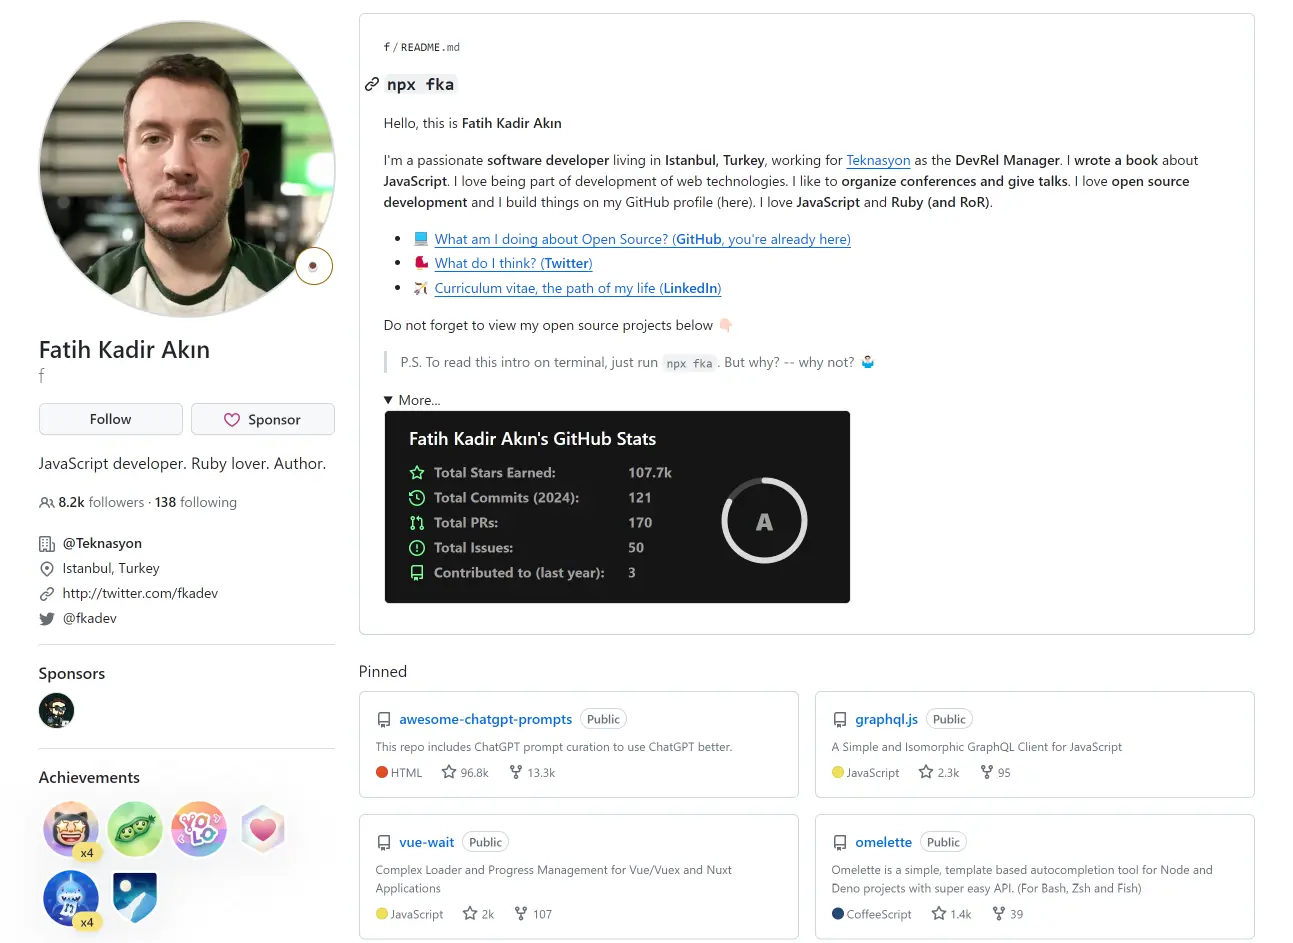 Fatih Kadir Akın
f
Follow
Sponsor
JavaScript developer. Ruby lover. Author.
8.2k followers · 138 following
@Teknasyon
Istanbul, Turkey
http://twitter.com/fkadev
@fkadev
Sponsors
Achievements
x4
YOLO
x4
f/README.md
npx fka
Hello, this is Fatih Kadir Akın
I'm a passionate software developer living in Istanbul, Turkey, working for Teknasyon as the DevRel Manager. I wrote a book about
JavaScript. I love being part of development of web technologies. I like to organize conferences and give talks. I love open source
development and I build things on my GitHub profile (here). I love JavaScript and Ruby (and RoR).
What am I doing about Open Source? (GitHub, you're already here)
What do I think? (Twitter)
Curriculum vitae, the path of my life (LinkedIn)
Do not forget to view my open source projects below
P.S. To read this intro on terminal, just run npx fka. But why? -- why not?
More...
Fatih Kadir Akın's GitHub Stats
Total Stars Earned: 107.7k
Total Commits (2024): 121
Total PRs: 170
Total Issues: 50
Contributed to (last year): 3
A
Pinned
awesome-chatgpt-prompts Public
This repo includes ChatGPT prompt curation to use ChatGPT better.
HTML 96.8k 13.3k
graphql.js Public
A Simple and Isomorphic GraphQL Client for JavaScript
JavaScript 2.3k 95
vue-wait Public
Complex Loader and Progress Management for Vue/Vuex and Nuxt
Applications
JavaScript 2k 107
omelette Public
Omelette is a simple, template based autocompletion tool for Node and
Deno projects with super easy API. (For Bash, Zsh and Fish)
CoffeeScript 1.4k 39